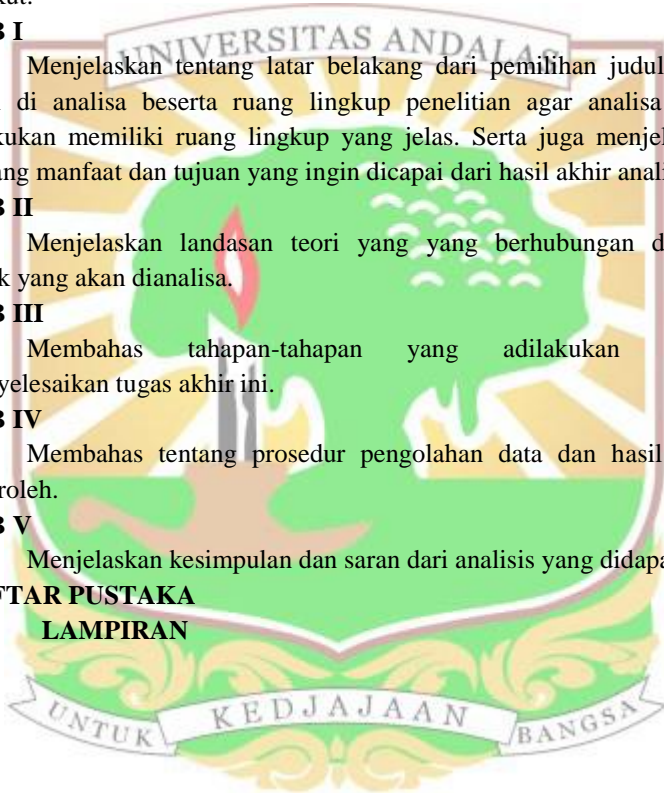 kut.
B I
UNIVERSITAS ANDALAS
Menjelaskan tentang latar belakang dari pemilihan judul
di analisa beserta ruang lingkup penelitian agar analisa
kukan memiliki ruang lingkup yang jelas. Serta juga menjel
ang manfaat dan tujuan yang ingin dicapai dari hasil akhir anali
B II
Menjelaskan landasan teori yang yang berhubungan d
k yang akan dianalisa.
B III
Membahas tahapan-tahapan yang adilakukan
yelesaikan tugas akhir ini.
B IV
Membahas tentang prosedur pengolahan data dan hasil
roleh.
B V
Menjelaskan kesimpulan dan saran dari analisis yang didapa
FTAR PUSTAKA
LAMPIRAN
UNTUK KEDJAJAAN BANGSA